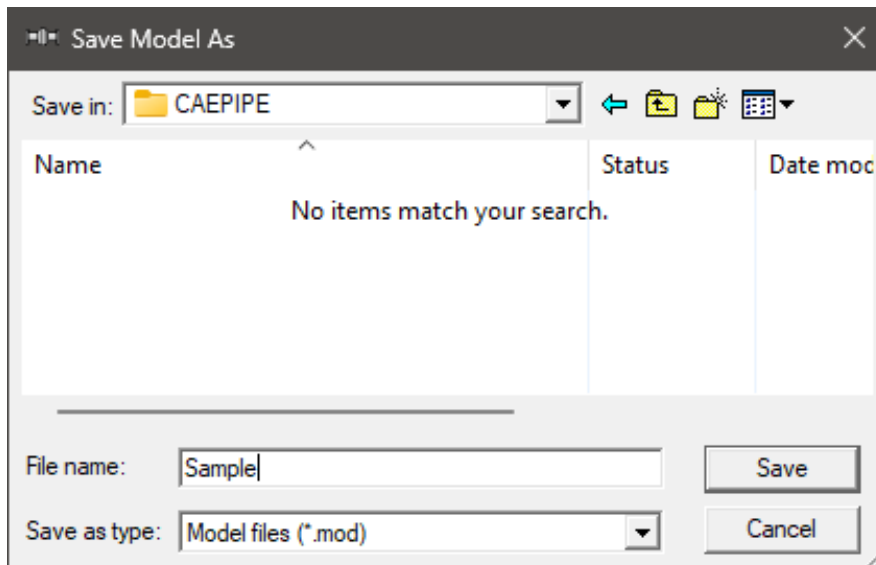 Save Model As
Save in: CAEPIPE
Name Status Date mod
No items match your search.
File name: Sample
Save
Save as type: Model files (*.mod)
Cancel